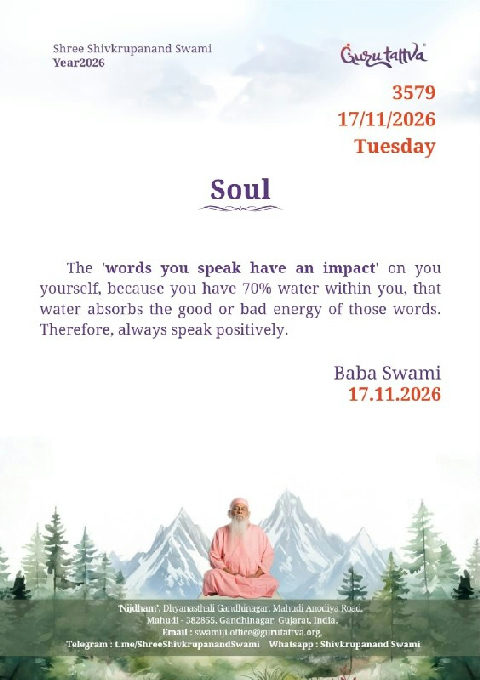 Shree Shivkrupanand Swami
Year2026
Gurutattva
3579
17/11/2026
Tuesday
Soul
The 'words you speak have an impact' on you
yourself, because you have 70% water within you, that
water absorbs the good or bad energy of those words.
Therefore, always speak positively.
Baba Swami
17.11.2026
'Nijdham', Dhyanasthali Gandhinagar, Mahudi Anodiya Road,
Mahudi - 382855, Gandhinagar, Gujarat, India.
Email : swamiji.office@gurutattva.org,
Telegram : t.me/ShreeShivkrupanandSwami Whatsapp : Shivkrupanand Swami